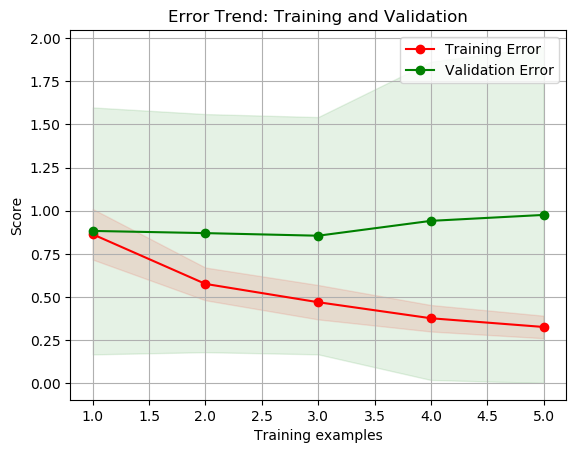 Error Trend: Training and Validation
Training Error
Validation Error
Score
2.00
1.75
1.50
1.25
1.00
0.75
0.50
0.25
0.00
1.0 1.5 2.0 2.5 3.0 3.5 4.0 4.5 5.0
Training examples